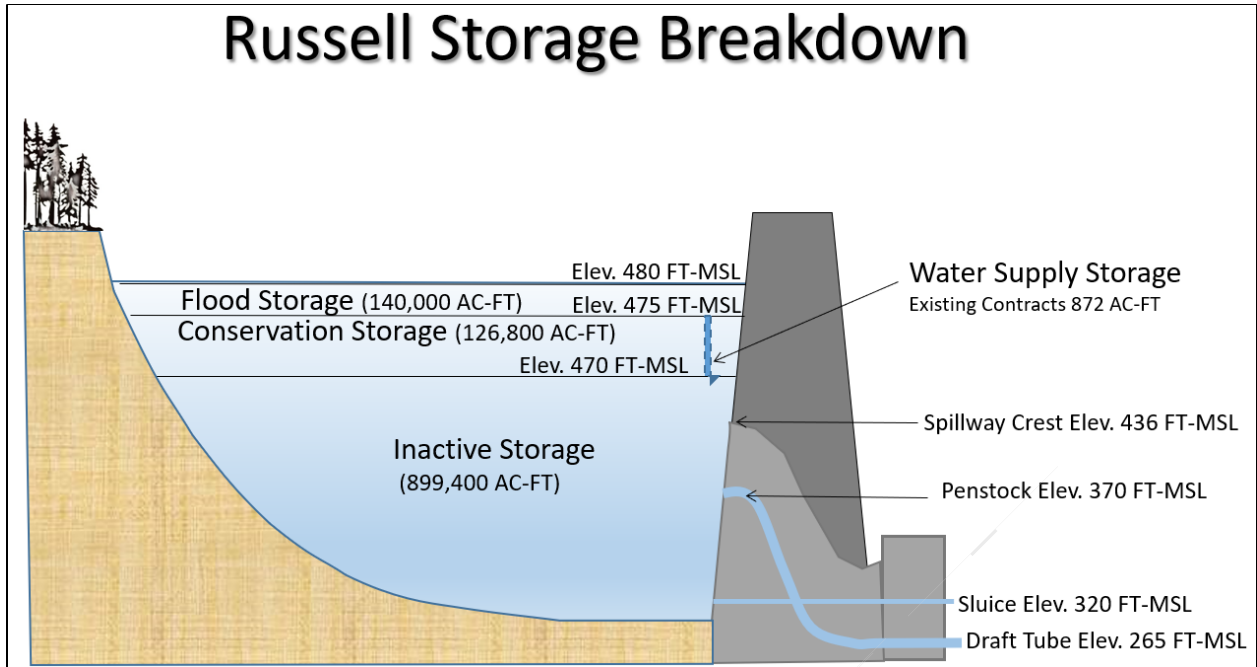 Russell Storage Breakdown
Elev. 480 FT-MSL
Flood Storage (140,000 AC-FT)
Elev. 475 FT-MSL
Conservation Storage (126,800 AC-FT)
Elev. 470 FT-MSL
Water Supply Storage
Existing Contracts 872 AC-FT
Inactive Storage
(899,400 AC-FT)
Spillway Crest Elev. 436 FT-MSL
Penstock Elev. 370 FT-MSL
Sluice Elev. 320 FT-MSL
Draft Tube Elev. 265 FT-MSL